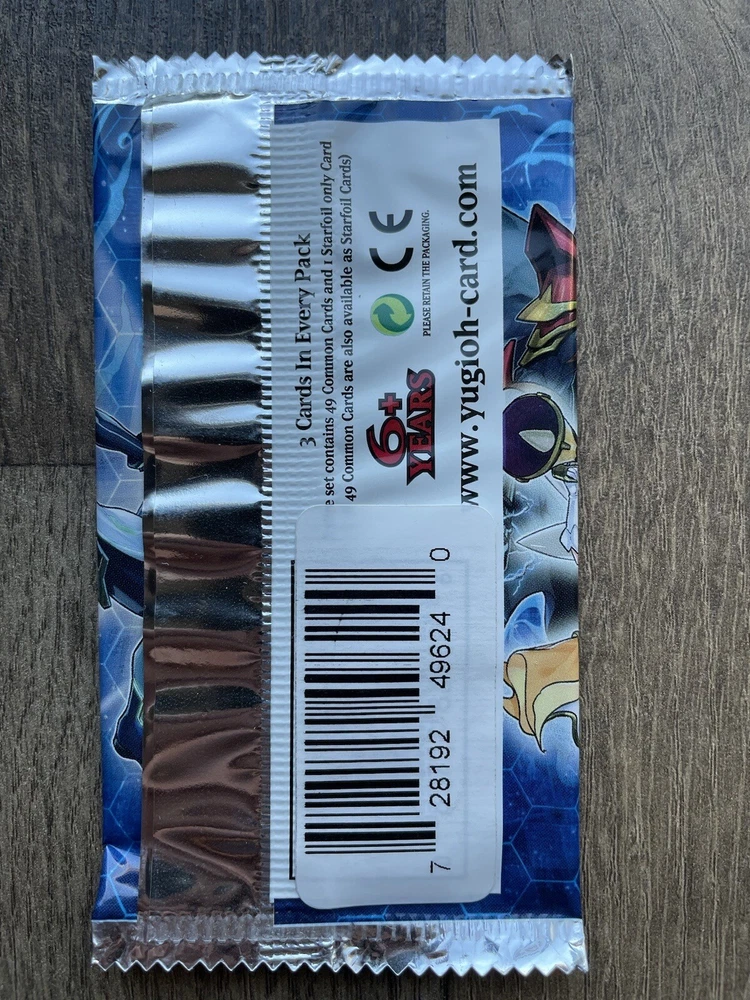 3 Cards In Every Pack
e set contains 49 Common Cards and 1 Starfoil only Card
49 Common Cards are also available as Starfoil Cards)
6+
YEARS
CE
PLEASE RETAIN THE PACKAGING.
www.yugioh-card.com
7 28192 49624 0